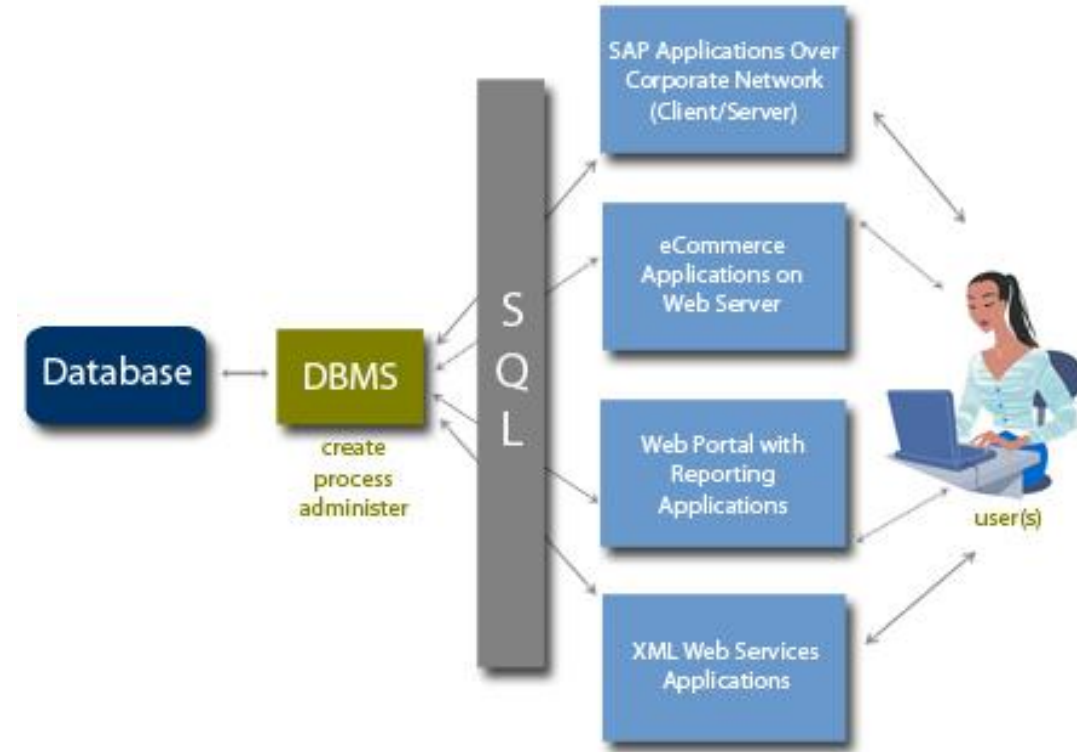 Database
DBMS
create
process
administer
S
Q
L
SAP Applications Over
Corporate Network
(Client/Server)
eCommerce
Applications on
Web Server
Web Portal with
Reporting
Applications
XML Web Services
Applications
user(s)